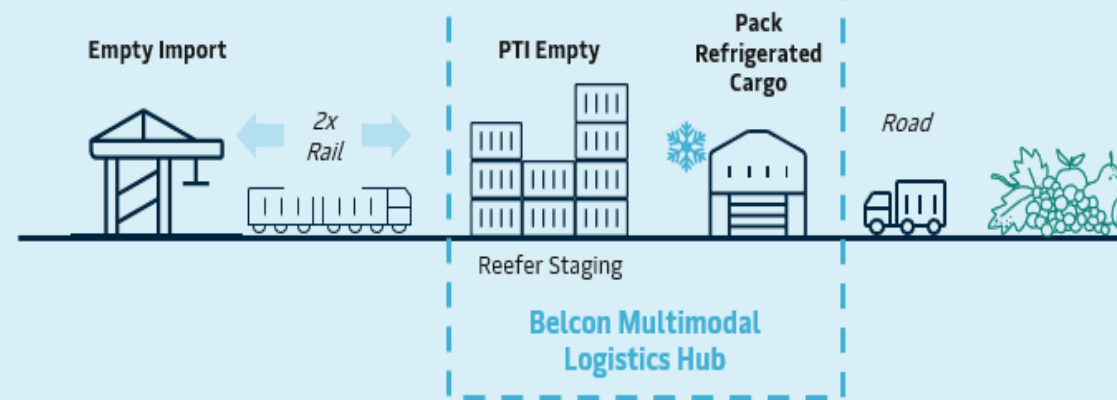 Empty Import
2x
Rail
PTI Empty
Pack
Refrigerated
Cargo
Road
Reefer Staging
Belcon Multimodal
Logistics Hub